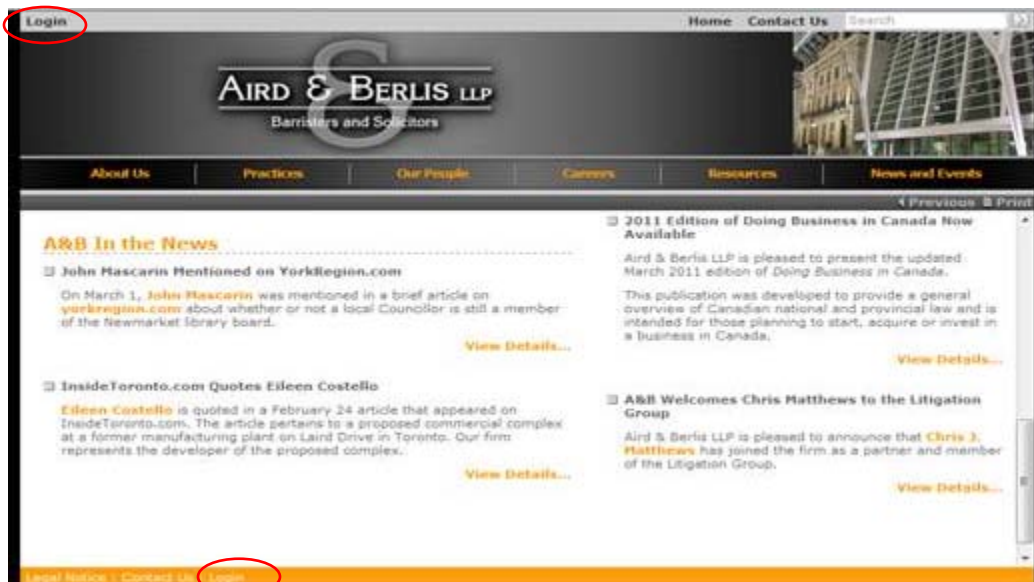 Login
Home Contact Us Search
AIRD & BERLIS LLP
Barristers and Solicitors
About Us Practices Our People Careers Resources News and Events
Previous Print
A&B In the News
John Mascarin Mentioned on YorkRegion.com
On March 1, John Mascarin was mentioned in a brief article on
yorkregion.com about whether or not a local Councillor is still a member
of the Newmarket library board.
View Details...
InsideToronto.com Quotes Eileen Costello
Eileen Costello is quoted in a February 24 article that appeared on
InsideToronto.com. The article pertains to a proposed commercial complex
at a former manufacturing plant on Laird Drive in Toronto. Our firm
represents the developer of the proposed complex.
View Details...
2011 Edition of Doing Business in Canada Now
Available
Aird & Berlis LLP is pleased to present the updated
March 2011 edition of Doing Business in Canada.
This publication was developed to provide a general
overview of Canadian national and provincial law and is
intended for those planning to start, acquire or invest in
a business in Canada.
View Details...
A&B Welcomes Chris Matthews to the Litigation
Group
Aird & Berlis LLP is pleased to announce that Chris J.
Matthews has joined the firm as a partner and member
of the Litigation Group.
View Details...
Legal Notice | Contact Us | Login